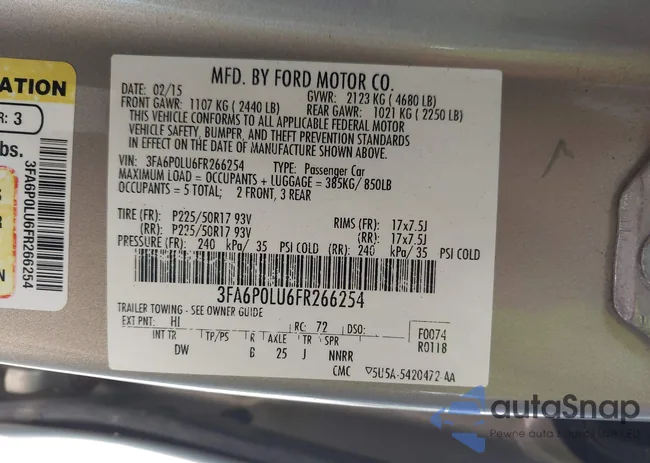 ATION
R: 3
bs.
S
R
S
N
3FA6P0LU6FR266254
MFD. BY FORD MOTOR CO.
DATE: 02/15 GVWR: 2123 KG ( 4680 LB)
FRONT GAWR: 1107 KG ( 2440 LB) REAR GAWR: 1021 KG ( 2250 LB)
THIS VEHICLE CONFORMS TO ALL APPLICABLE FEDERAL MOTOR
VEHICLE SAFETY, BUMPER, AND THEFT PREVENTION STANDARDS
IN EFFECT ON THE DATE OF MANUFACTURE SHOWN ABOVE.
VIN: 3FA6P0LU6FR266254 TYPE: Passenger Car
MAXIMUM LOAD = OCCUPANTS + LUGGAGE = 385KG/ 850LB
OCCUPANTS = 5 TOTAL; 2 FRONT, 3 REAR
TIRE (FR): P225/50R17 93V RIMS (FR): 17x7.5J
(RR): P225/50R17 93V (RR): 17x7.5J
PRESSURE (FR): 240 kPa/ 35 PSI COLD (RR): 240 kPa/ 35 PSI COLD
3FA6P0LU6FR266254
TRAILER TOWING - SEE OWNER GUIDE
EXT PNT: HI RC: 72 DSO: F0074
INT TR TP/PS R AXLE TR SPR R0118
DW B 25 J NNRR
CMC ▽5U5A-5420472-AA
autoSnap
Pewne auto z